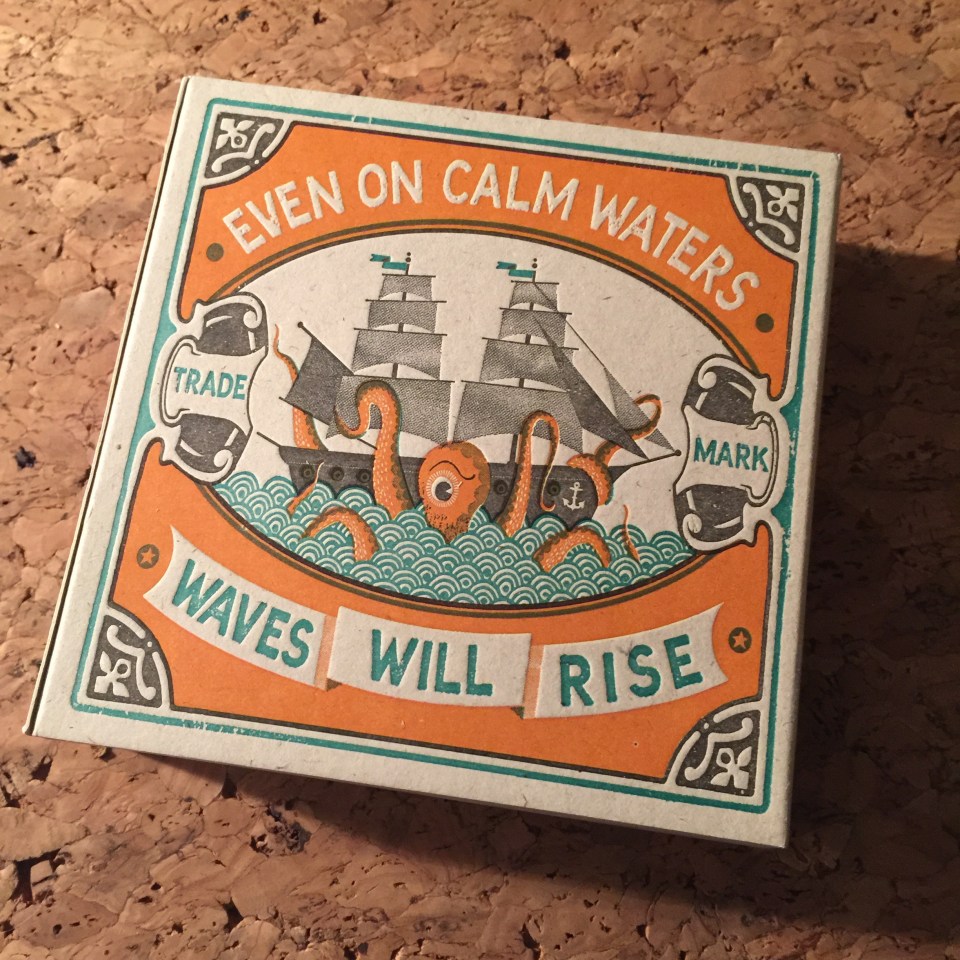 EVEN ON CALM WATERS
TRADE
MARK
WAVES WILL RISE